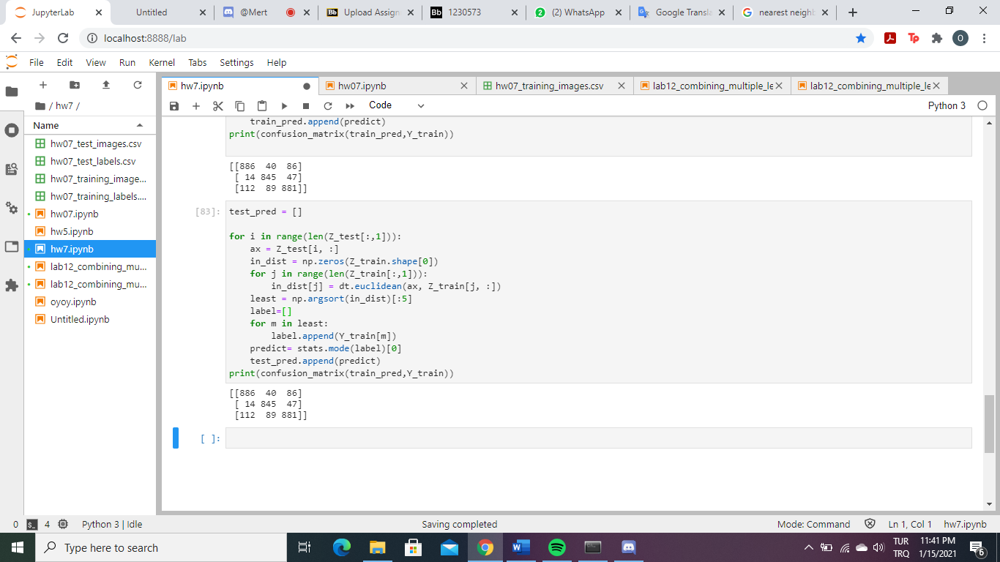 JupyterLab
Untitled
@Mert
Upload Assign
1230573
(2) WhatsApp
Google Transla
nearest neighb
localhost:8888/lab
O
File Edit View Run Kernel Tabs Settings Help
hw7.ipynb
hw07.ipynb
hw07_training_images.csv
lab12_combining_multiple_le
lab12_combining_multiple_le
/ hw7 /
Code
Python 3
Name
hw07_test_images.csv
hw07_test_labels.csv
hw07_training_image...
hw07_training_labels....
hw07.ipynb
hw5.ipynb
hw7.ipynb
lab12_combining_mu...
lab12_combining_mu...
oyoy.ipynb
Untitled.ipynb
train_pred.append(predict)
print(confusion_matrix(train_pred,Y_train))
[[886 40 86]
[ 14 845 47]
[112 89 881]]
[83]:
test_pred = []
for i in range(len(Z_test[:,1])):
ax = Z_test[i, :]
in_dist = np.zeros(Z_train.shape[0])
for j in range(len(Z_train[:,1])):
in_dist[j] = dt.euclidean(ax, Z_train[j, :])
least = np.argsort(in_dist)[:5]
label=[]
for m in least:
label.append(Y_train[m])
predict= stats.mode(label)[0]
test_pred.append(predict)
print(confusion_matrix(train_pred,Y_train))
[[886 40 86]
[ 14 845 47]
[112 89 881]]
[ ]:
0 4 Python 3 | Idle
Saving completed
Mode: Command
Ln 1, Col 1 hw7.ipynb
Type here to search
TUR
TRQ
11:41 PM
1/15/2021
6